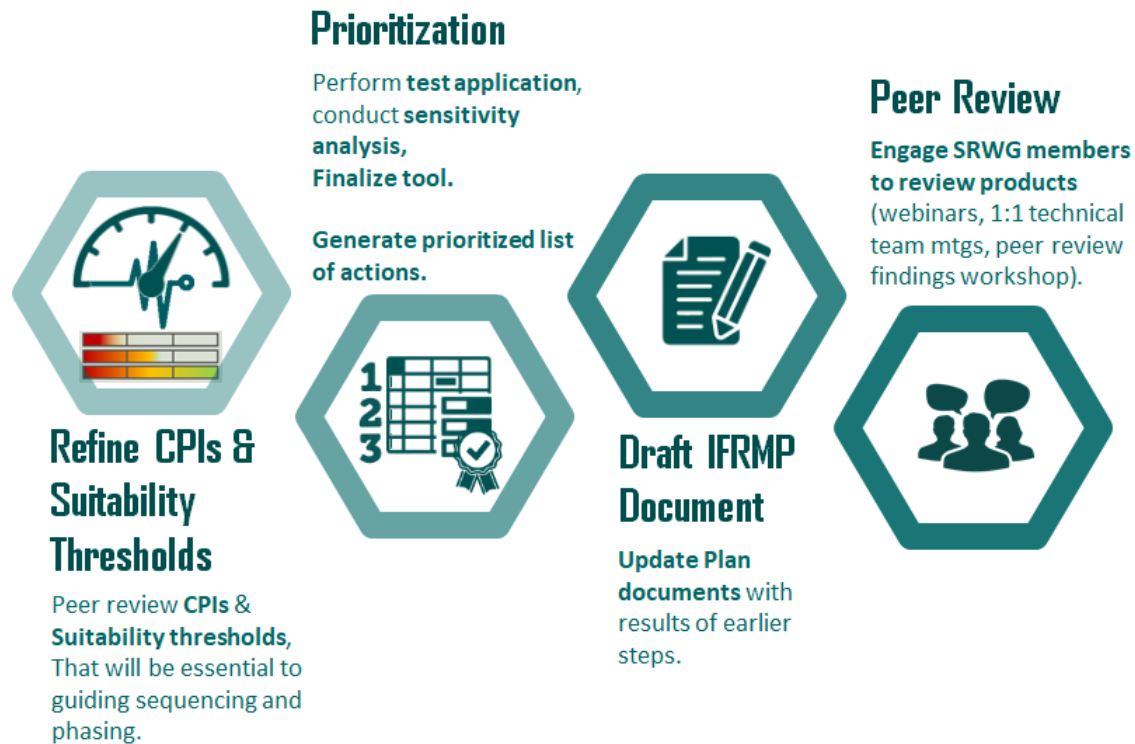 Refine CPIs &
Suitability
Thresholds
Peer review CPIs &
Suitability thresholds,
That will be essential to
guiding sequencing and
phasing.
Prioritization
Perform test application,
conduct sensitivity
analysis,
Finalize tool.
Generate prioritized list
of actions.
1
2
3
Draft IFRMP
Document
Update Plan
documents with
results of earlier
steps.
Peer Review
Engage SRWG members
to review products
(webinars, 1:1 technical
team mtgs, peer review
findings workshop).